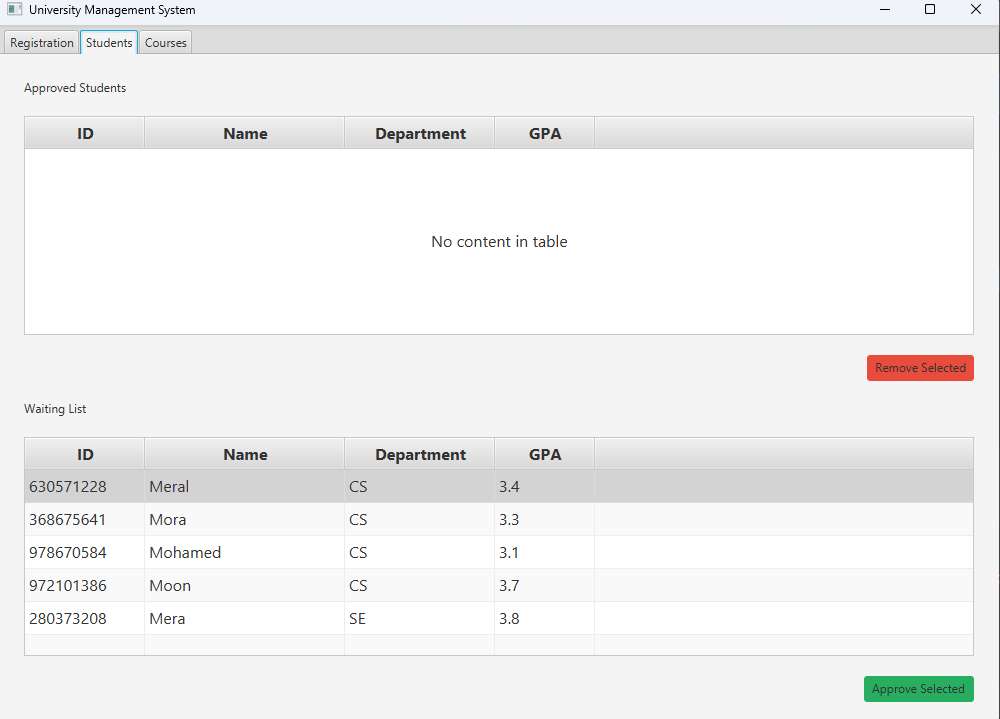 University Management System
Registration Students Courses
Approved Students
ID Name Department GPA
No content in table
Remove Selected
Waiting List
ID Name Department GPA
630571228 Meral CS 3.4
368675641 Mora CS 3.3
978670584 Mohamed CS 3.1
972101386 Moon CS 3.7
280373208 Mera SE 3.8
Approve Selected